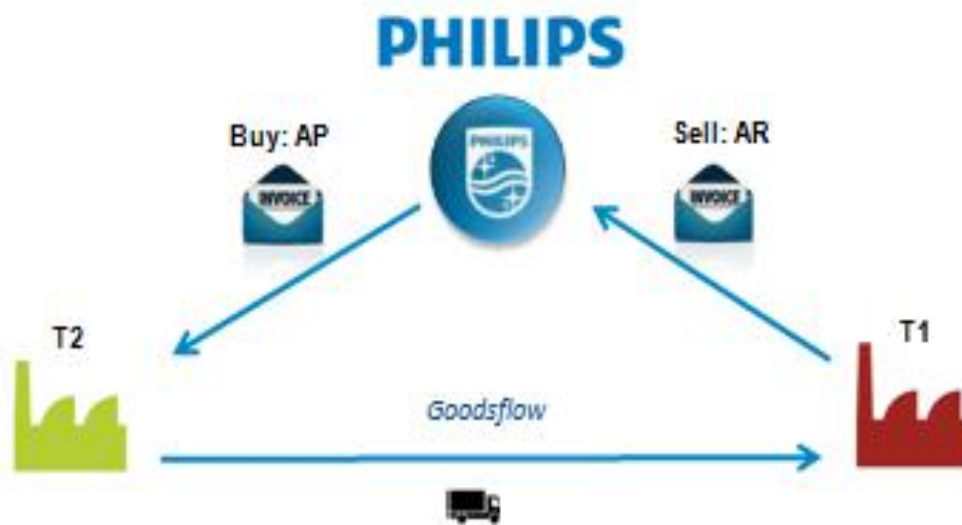 PHILIPS
Buy: AP
Sell: AR
PHILIPS
INVOICE
INVOICE
T2
T1
Goodsflow